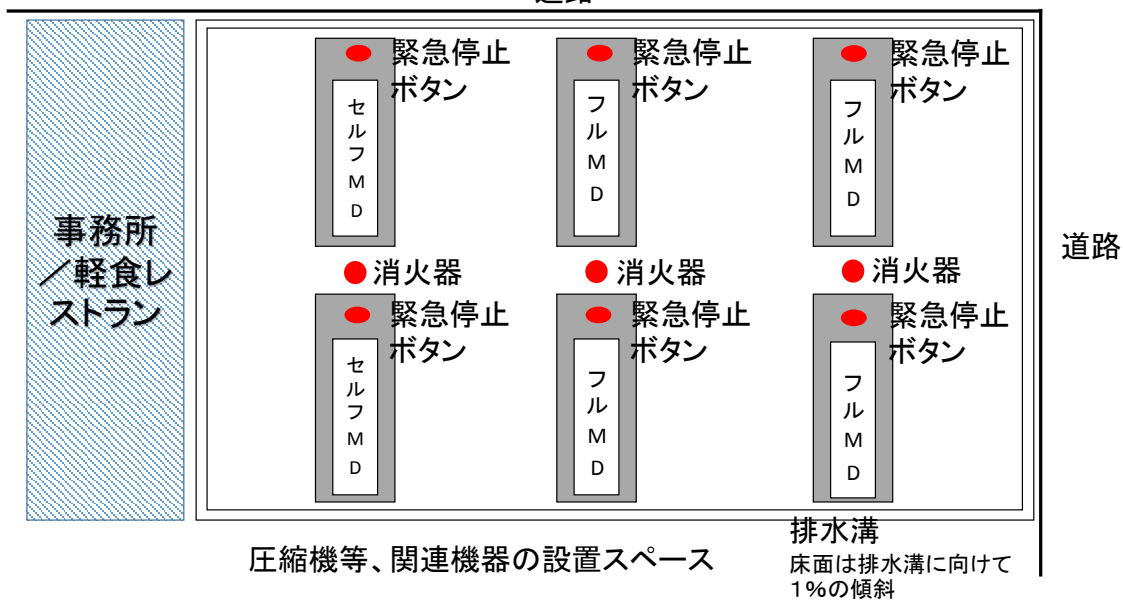 緊急停止
ボタン
緊急停止
ボタン
緊急停止
ボタン
セルフMD
フルMD
フルMD
事務所
／軽食レ
ストラン
道路
消火器
消火器
消火器
緊急停止
ボタン
緊急停止
ボタン
緊急停止
ボタン
セルフMD
フルMD
フルMD
圧縮機等、関連機器の設置スペース
排水溝
床面は排水溝に向けて
1％の傾斜